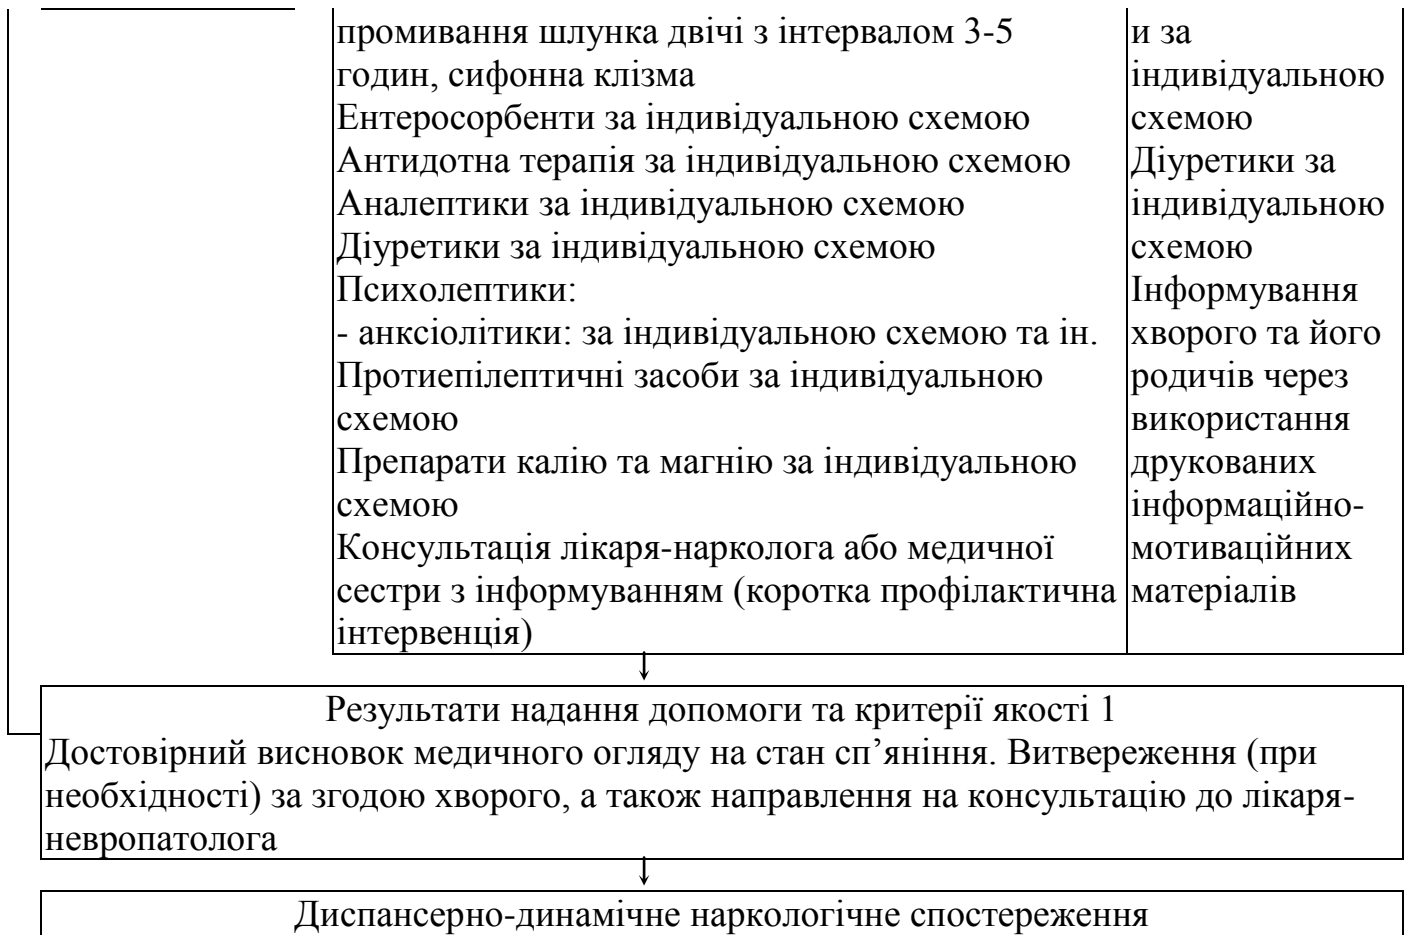 промивання шлунка двічі з інтервалом 3-5
годин, сифонна клізма
Ентеросорбенти за індивідуальною схемою
Антидотна терапія за індивідуальною схемою
Аналептики за індивідуальною схемою
Діуретики за індивідуальною схемою
Психолептики:
- анксіолітики: за індивідуальною схемою та ін.
Протиепілептичні засоби за індивідуальною
схемою
Препарати калію та магнію за індивідуальною
схемою
Консультація лікаря-нарколога або медичної
сестри з інформуванням (коротка профілактична
інтервенція)
и за
індивідуальною
схемою
Діуретики за
індивідуальною
схемою
Інформування
хворого та його
родичів через
використання
друкованих
інформаційно-
мотиваційних
матеріалів
Результати надання допомоги та критерії якості 1
Достовірний висновок медичного огляду на стан сп’яніння. Витвереження (при
необхідності) за згодою хворого, а також направлення на консультацію до лікаря-
невропатолога
Диспансерно-динамічне наркологічне спостереження